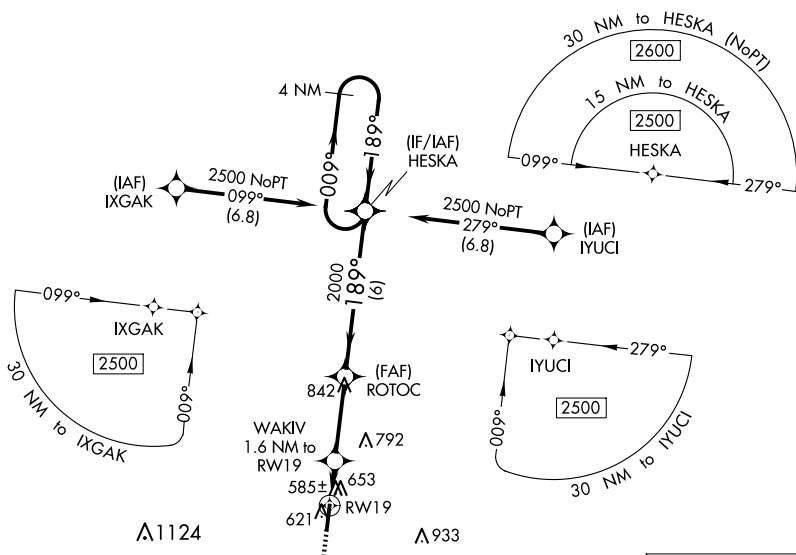 30 NM to HESKA (NoPT)
2600
15 NM to HESKA
2500
HESKA
099°
279°
4 NM
009°
189°
(IF/IAF)
HESKA
(IAF)
IXGAK
2500 NoPT
099°
(6.8)
2500 NoPT
279°
(6.8)
(IAF)
IYUCI
2000
189°
(6)
099°
IXGAK
2500
009°
30 NM to IXGAK
IYUCI
279°
2500
009°
30 NM to IYUCI
842
(FAF)
ROTOC
WAKIV
1.6 NM to
RW19
792
585±
653
621
RW19
1124
933